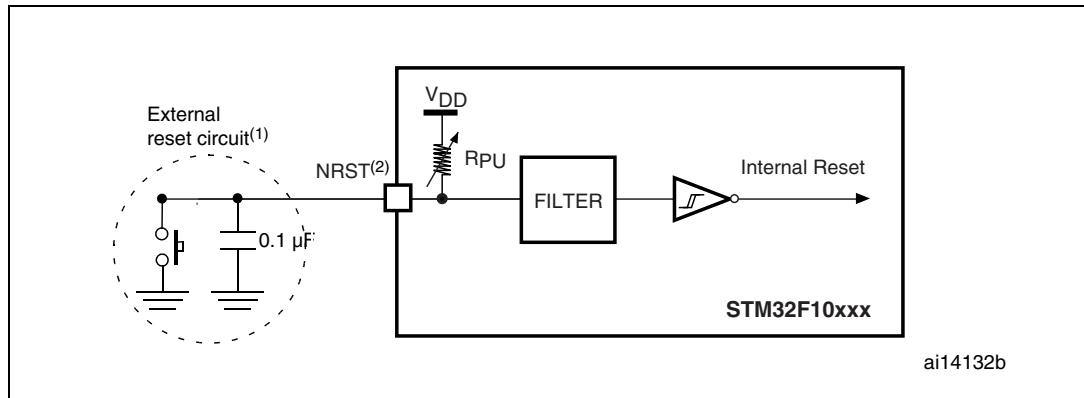 External
reset circuit(1)
NRST(2)
VDD
RPU
FILTER
Internal Reset
0.1 µF
STM32F10xxx
ai14132b